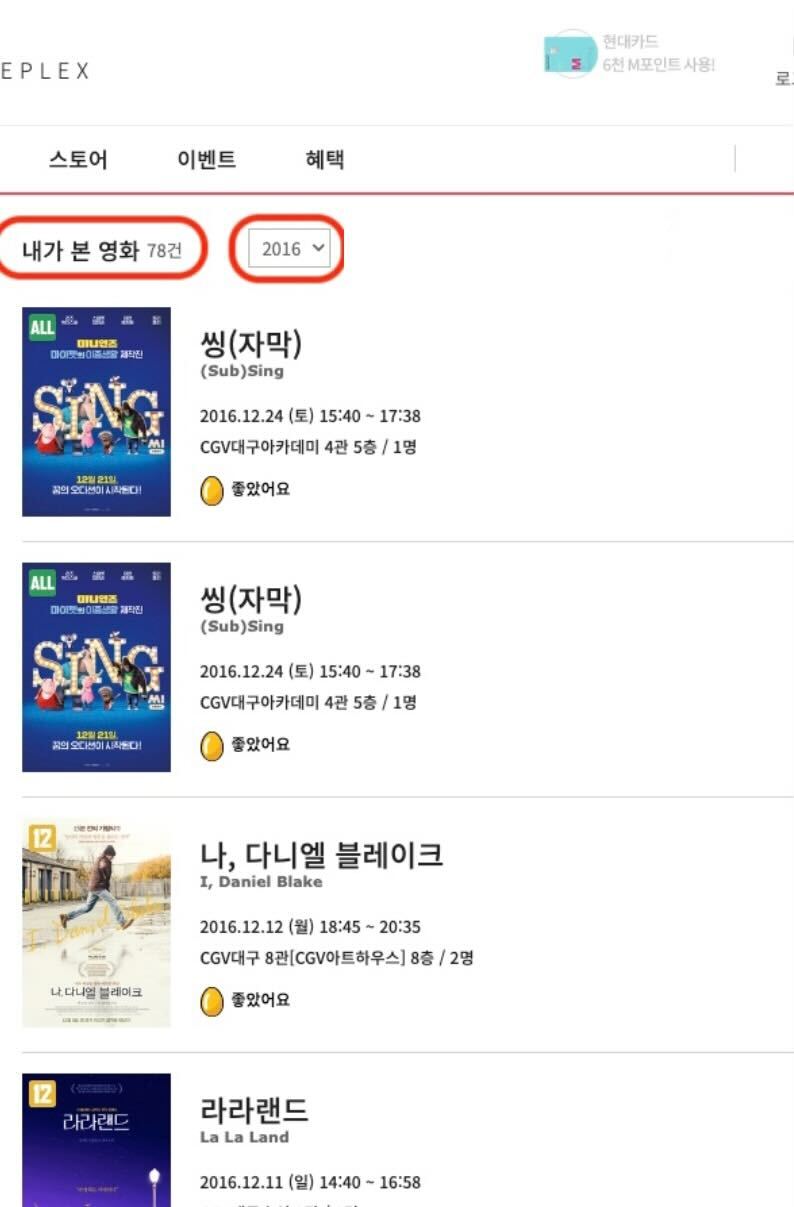 현대카드
6천 M포인트 사용!
EPLEX
스토어 이벤트 혜택
내가 본 영화 78건 2016
ALL
미니언즈
마이펫의 이중생활 제작진
SING
씽
12월 21일,
꿈의 오디션이 시작된다!
씽(자막)
(Sub)Sing
2016.12.24 (토) 15:40 ~ 17:38
CGV대구아카데미 4관 5층 / 1명
좋았어요
ALL
미니언즈
마이펫의 이중생활 제작진
SING
씽
12월 21일,
꿈의 오디션이 시작된다!
씽(자막)
(Sub)Sing
2016.12.24 (토) 15:40 ~ 17:38
CGV대구아카데미 4관 5층 / 1명
좋았어요
12
I, Daniel Blake
나, 다니엘 블레이크
나, 다니엘 블레이크
I, Daniel Blake
2016.12.12 (월) 18:45 ~ 20:35
CGV대구 8관[CGV아트하우스] 8층 / 2명
좋았어요
12
라라랜드
라라랜드
La La Land
2016.12.11 (일) 14:40 ~ 16:58